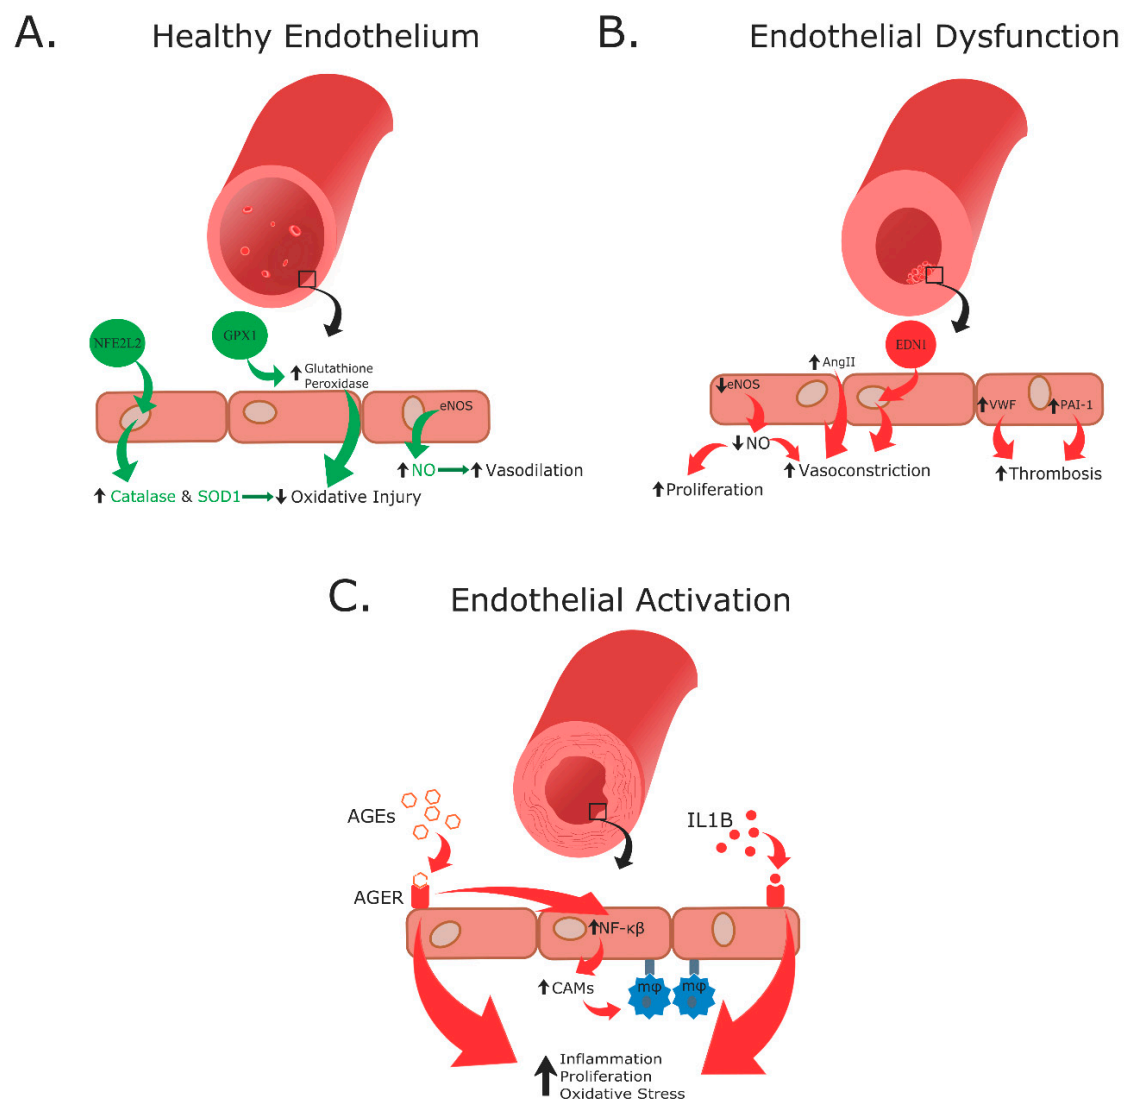 A.
Healthy Endothelium
NFE2L2
GPX1
Glutathione
Peroxidase
eNOS
NO
Vasodilation
Catalase & SOD1
Oxidative Injury
B.
Endothelial Dysfunction
EDN1
AngII
eNOS
VWF
PAI-1
NO
Vasoconstriction
Proliferation
Thrombosis
C.
Endothelial Activation
AGEs
IL1B
AGER
NF-κβ
CAMs
mφ
mφ
Inflammation
Proliferation
Oxidative Stress